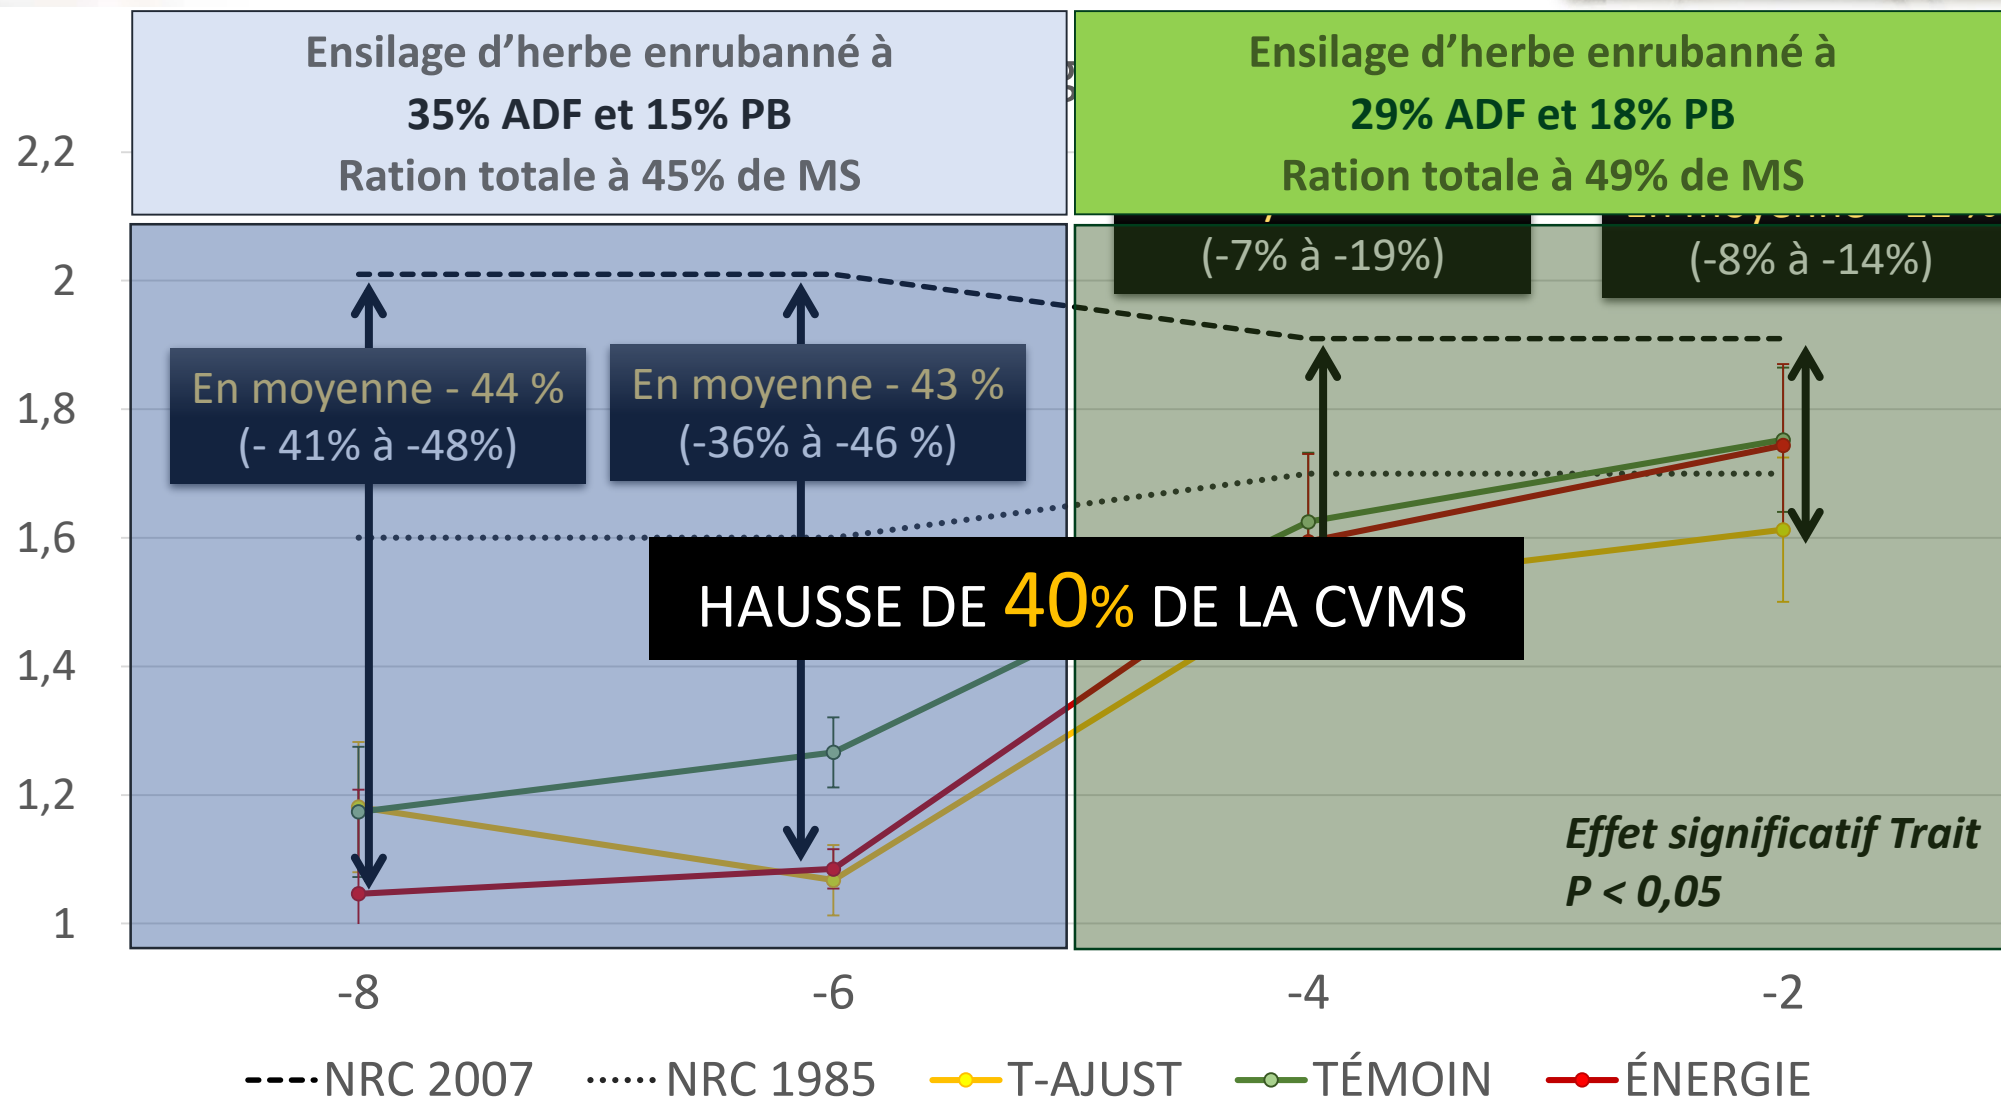 Ensilage d’herbe enrubanné à
35% ADF et 15% PB
Ration totale à 45% de MS
Ensilage d’herbe enrubanné à
29% ADF et 18% PB
Ration totale à 49% de MS
2,2
2
1,8
1,6
1,4
1,2
1
En moyenne - 44 %
(- 41% à -48%)
En moyenne - 43 %
(-36% à -46 %)
(-7% à -19%)
(-8% à -14%)
HAUSSE DE 40% DE LA CVMS
Effet significatif Trait
P < 0,05
-8 -6 -4 -2
NRC 2007 NRC 1985 T-AJUST TÉMOIN ÉNERGIE